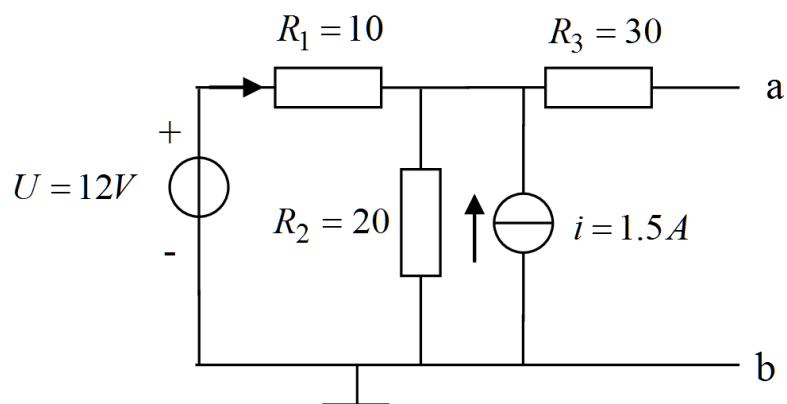 R₁ = 10
R₃ = 30
a
+
U = 12V
-
R₂ = 20
i = 1.5A
b